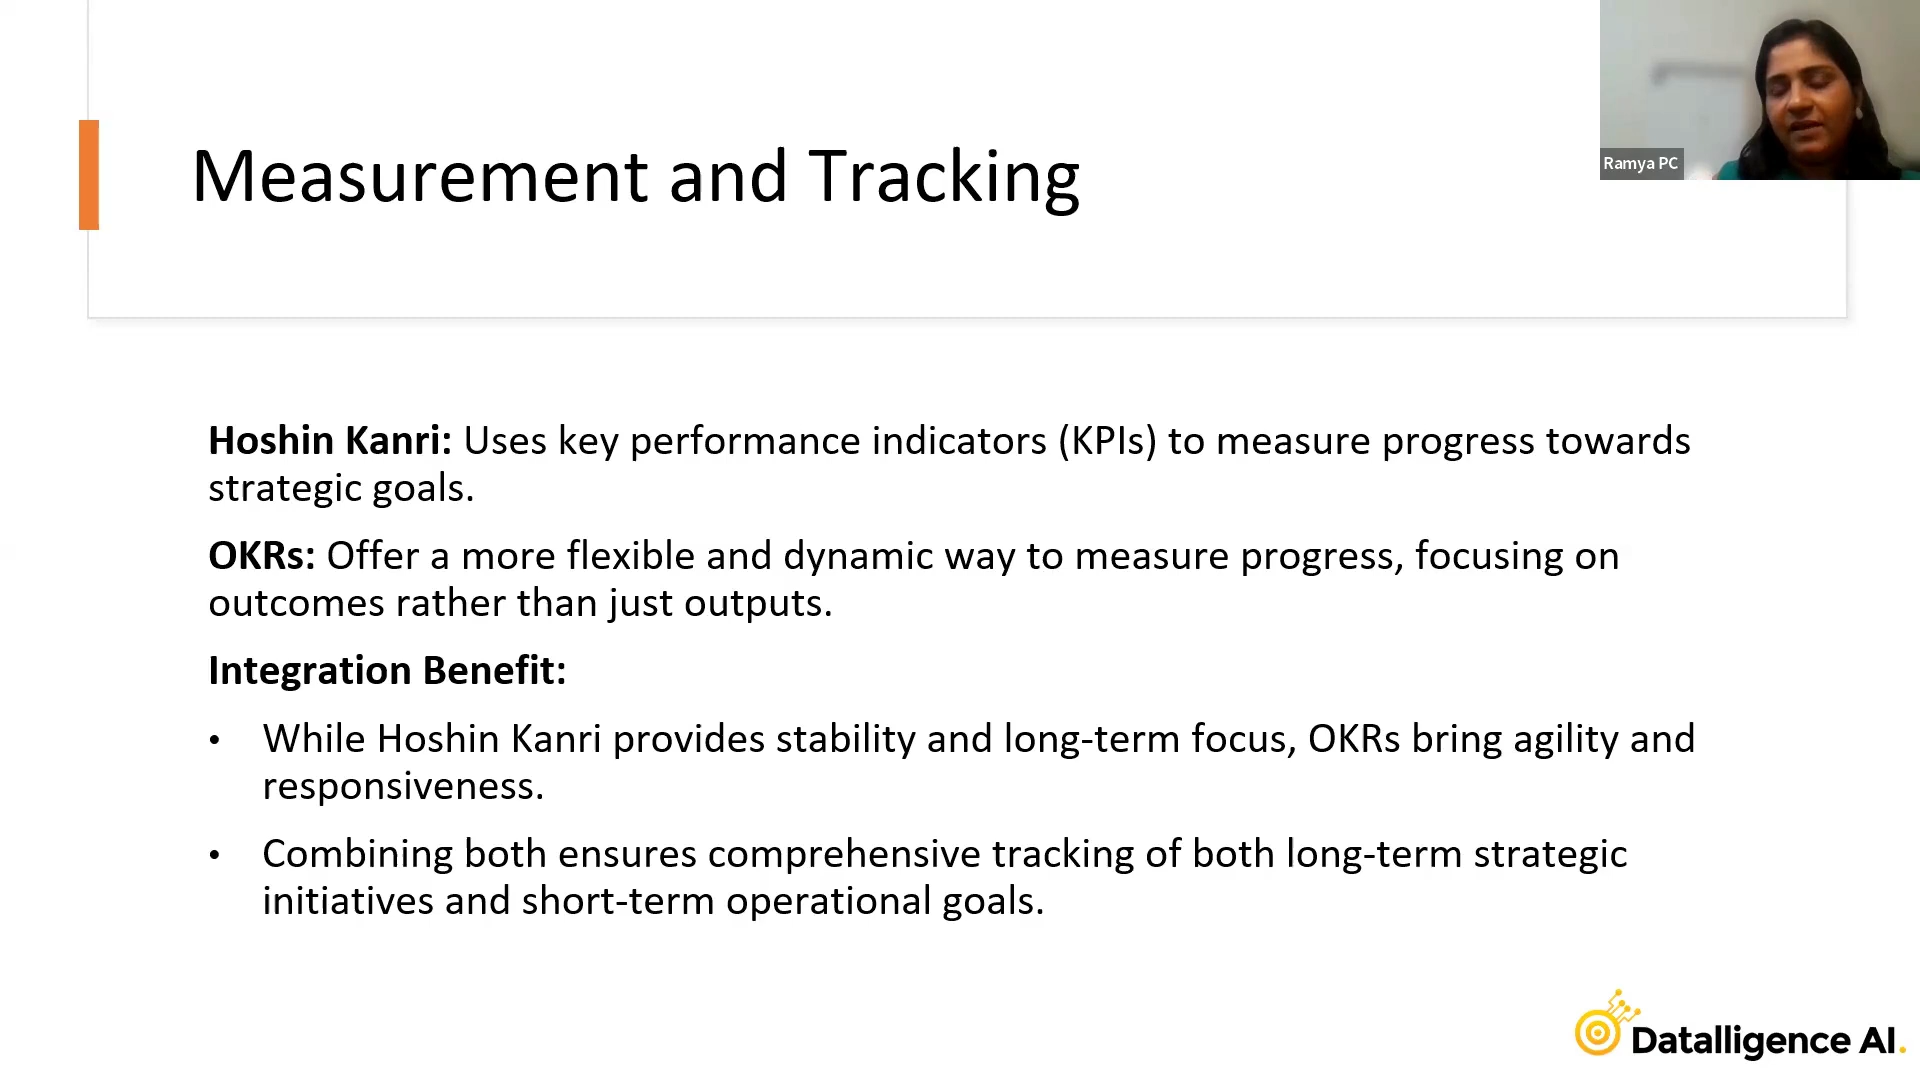 Ramya PC
Measurement and Tracking
Hoshin Kanri: Uses key performance indicators (KPIs) to measure progress towards
strategic goals.
OKRs: Offer a more flexible and dynamic way to measure progress, focusing on
outcomes rather than just outputs.
Integration Benefit:
• While Hoshin Kanri provides stability and long-term focus, OKRs bring agility and
responsiveness.
• Combining both ensures comprehensive tracking of both long-term strategic
initiatives and short-term operational goals.
Datalligence AI.